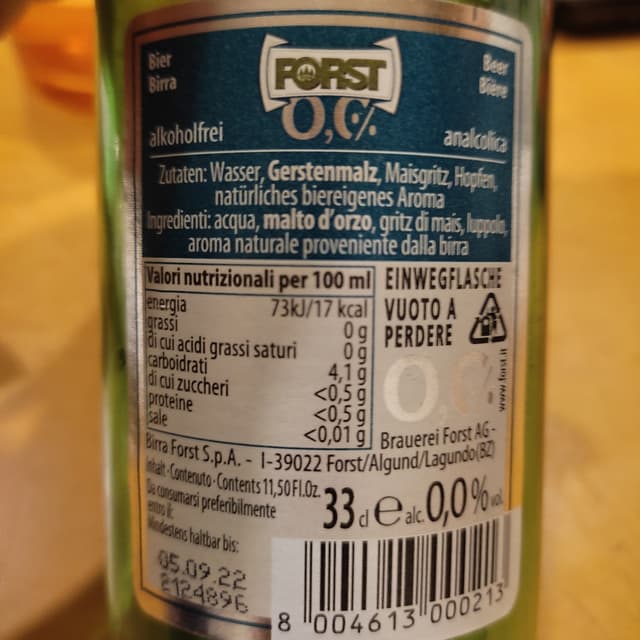 Bier
Birra
FORST
Beer
Bière
0,0%
alkoholfrei
analcolica
Zutaten: Wasser, Gerstenmalz, Maisgritz, Hopfen,
natürliches biereigenes Aroma
Ingredienti: acqua, malto d'orzo, gritz di mais, luppolo,
aroma naturale proveniente dalla birra
Valori nutrizionali per 100 ml
energia 73kJ/17 kcal
grassi 0 g
di cui acidi grassi saturi 0 g
carboidrati 4,1 g
di cui zuccheri <0,5 g
proteine <0,5 g
sale <0,01 g
EINWEGFLASCHE
VUOTO A
PERDERE
0,0%
www.forst.it
Brauerei Forst AG -
Birra Forst S.p.A. - I-39022 Forst/Algund/Lagundo(BZ)
Inhalt · Contenuto · Contents 11,50 Fl.Oz.
33 cl e alc. 0,0% vol.
Da consumarsi preferibilmente
entro il:
Mindestens haltbar bis:
05.09.22
2124896
8 004613 000213